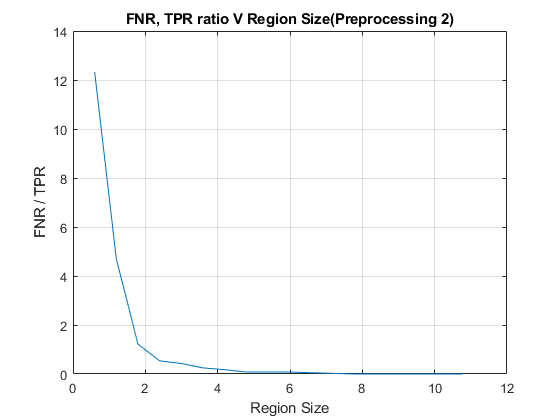 FNR, TPR ratio V Region Size(Preprocessing 2)
14
12
10
8
6
4
2
0
FNR / TPR
0 2 4 6 8 10 12
Region Size